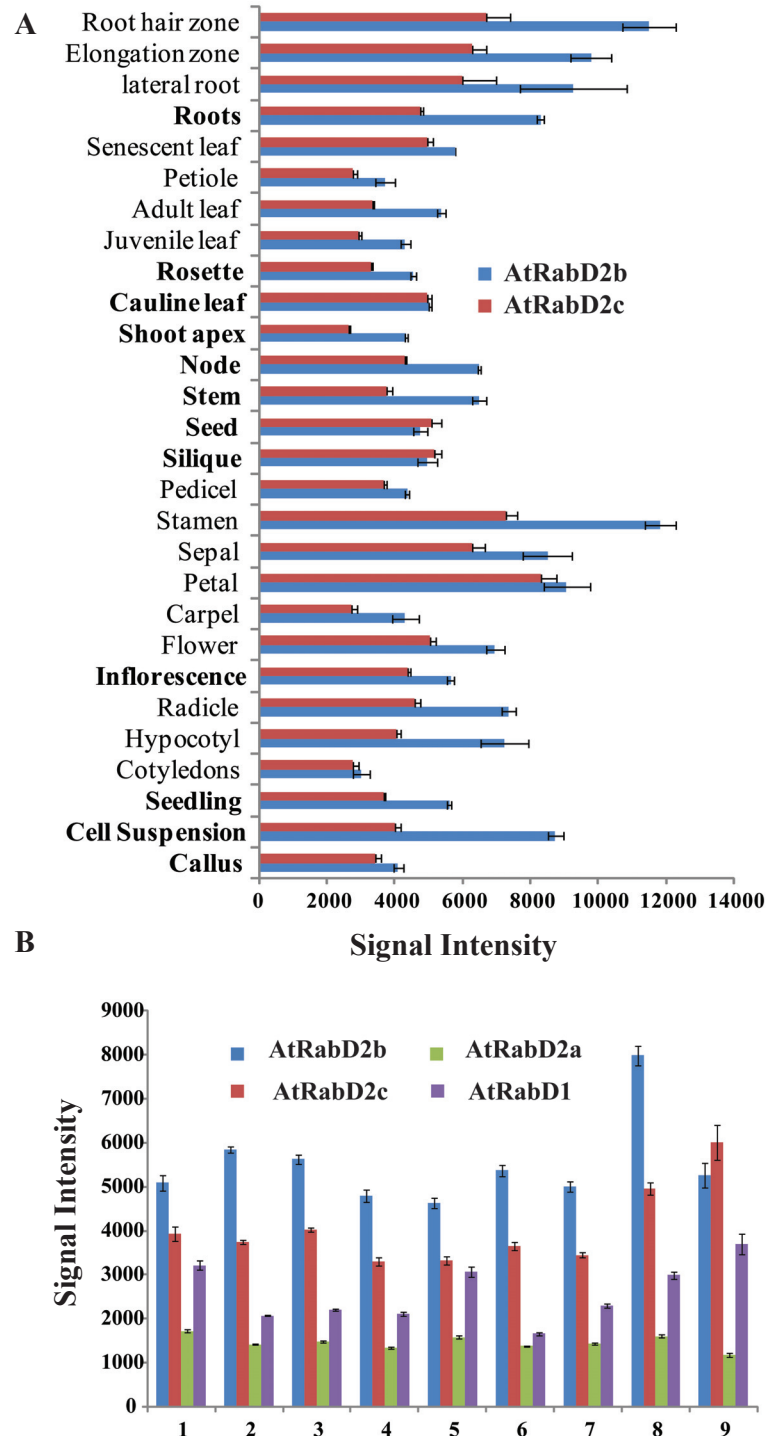 A
Root hair zone
Elongation zone
lateral root
Roots
Senescent leaf
Petiole
Adult leaf
Juvenile leaf
Rosette
Cauline leaf
Shoot apex
Node
Stem
Seed
Silique
Pedicel
Stamen
Sepal
Petal
Carpel
Flower
Inflorescence
Radicle
Hypocotyl
Cotyledons
Seedling
Cell Suspension
Callus
AtRabD2b
AtRabD2c
0 2000 4000 6000 8000 10000 12000 14000
Signal Intensity
B
9000
8000
7000
6000
5000
4000
3000
2000
1000
0
Signal Intensity
AtRabD2b AtRabD2a
AtRabD2c AtRabD1
1 2 3 4 5 6 7 8 9